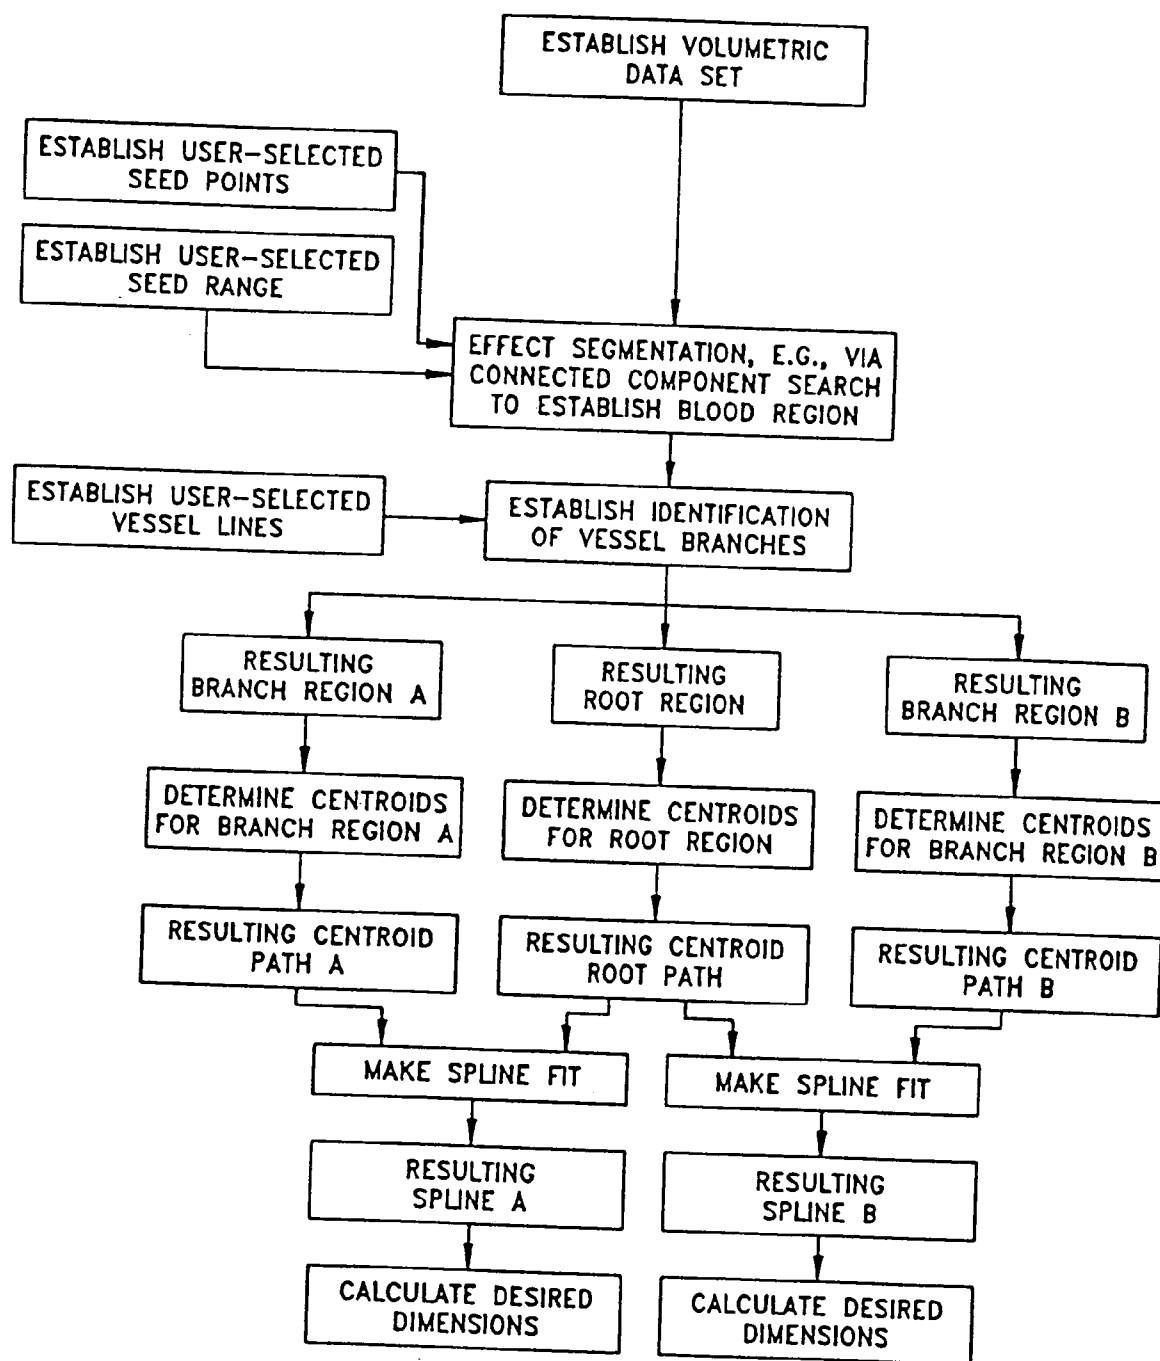 ESTABLISH VOLUMETRIC
DATA SET
ESTABLISH USER-SELECTED
SEED POINTS
ESTABLISH USER-SELECTED
SEED RANGE
EFFECT SEGMENTATION, E.G., VIA
CONNECTED COMPONENT SEARCH
TO ESTABLISH BLOOD REGION
ESTABLISH USER-SELECTED
VESSEL LINES
ESTABLISH IDENTIFICATION
OF VESSEL BRANCHES
RESULTING
BRANCH REGION A
RESULTING
ROOT REGION
RESULTING
BRANCH REGION B
DETERMINE CENTROIDS
FOR BRANCH REGION A
DETERMINE CENTROIDS
FOR ROOT REGION
DETERMINE CENTROIDS
FOR BRANCH REGION B
RESULTING CENTROID
PATH A
RESULTING CENTROID
ROOT PATH
RESULTING CENTROID
PATH B
MAKE SPLINE FIT
MAKE SPLINE FIT
RESULTING
SPLINE A
RESULTING
SPLINE B
CALCULATE DESIRED
DIMENSIONS
CALCULATE DESIRED
DIMENSIONS